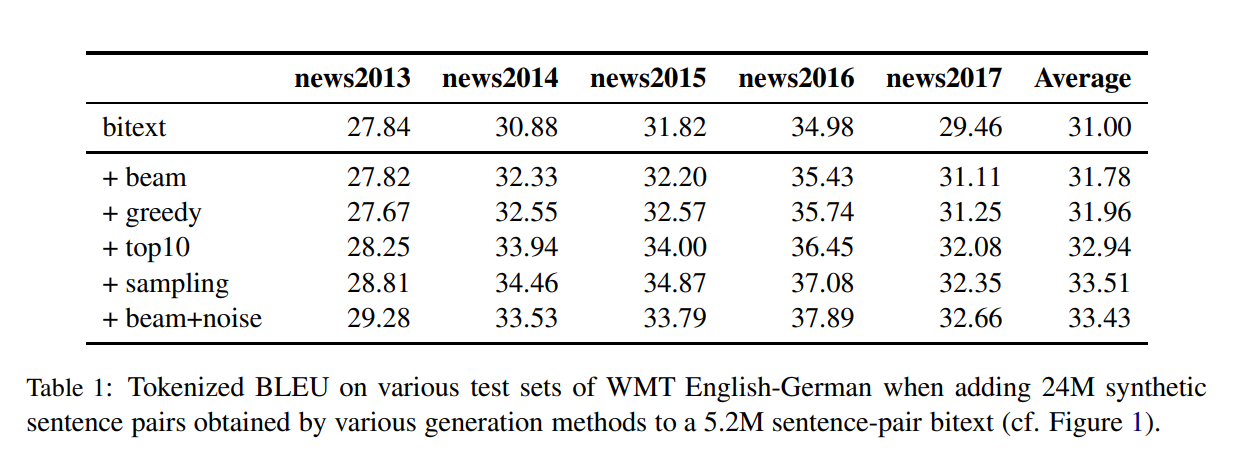 news2013 news2014 news2015 news2016 news2017 Average
bitext 27.84 30.88 31.82 34.98 29.46 31.00
+ beam 27.82 32.33 32.20 35.43 31.11 31.78
+ greedy 27.67 32.55 32.57 35.74 31.25 31.96
+ top10 28.25 33.94 34.00 36.45 32.08 32.94
+ sampling 28.81 34.46 34.87 37.08 32.35 33.51
+ beam+noise 29.28 33.53 33.79 37.89 32.66 33.43
Table 1: Tokenized BLEU on various test sets of WMT English-German when adding 24M synthetic
sentence pairs obtained by various generation methods to a 5.2M sentence-pair bitext (cf. Figure 1).